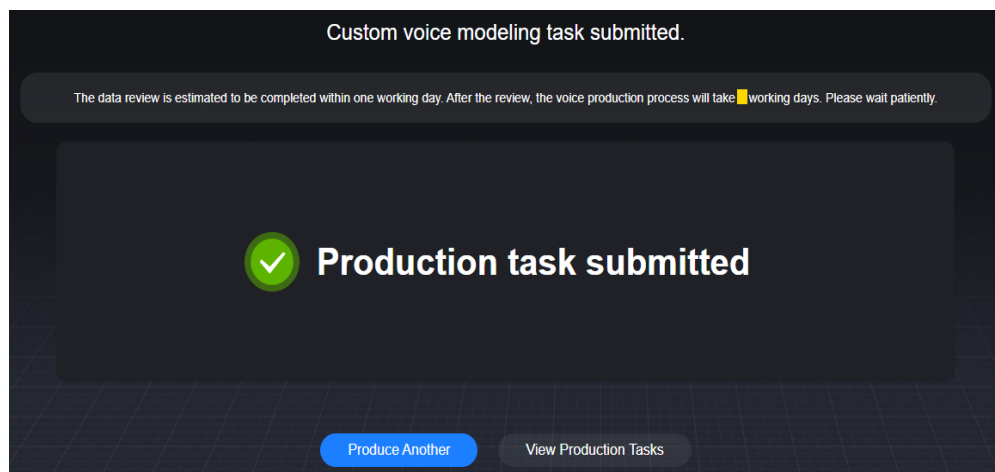 Custom voice modeling task submitted.
The data review is estimated to be completed within one working day. After the review, the voice production process will take working days. Please wait patiently.
Production task submitted
Produce Another
View Production Tasks